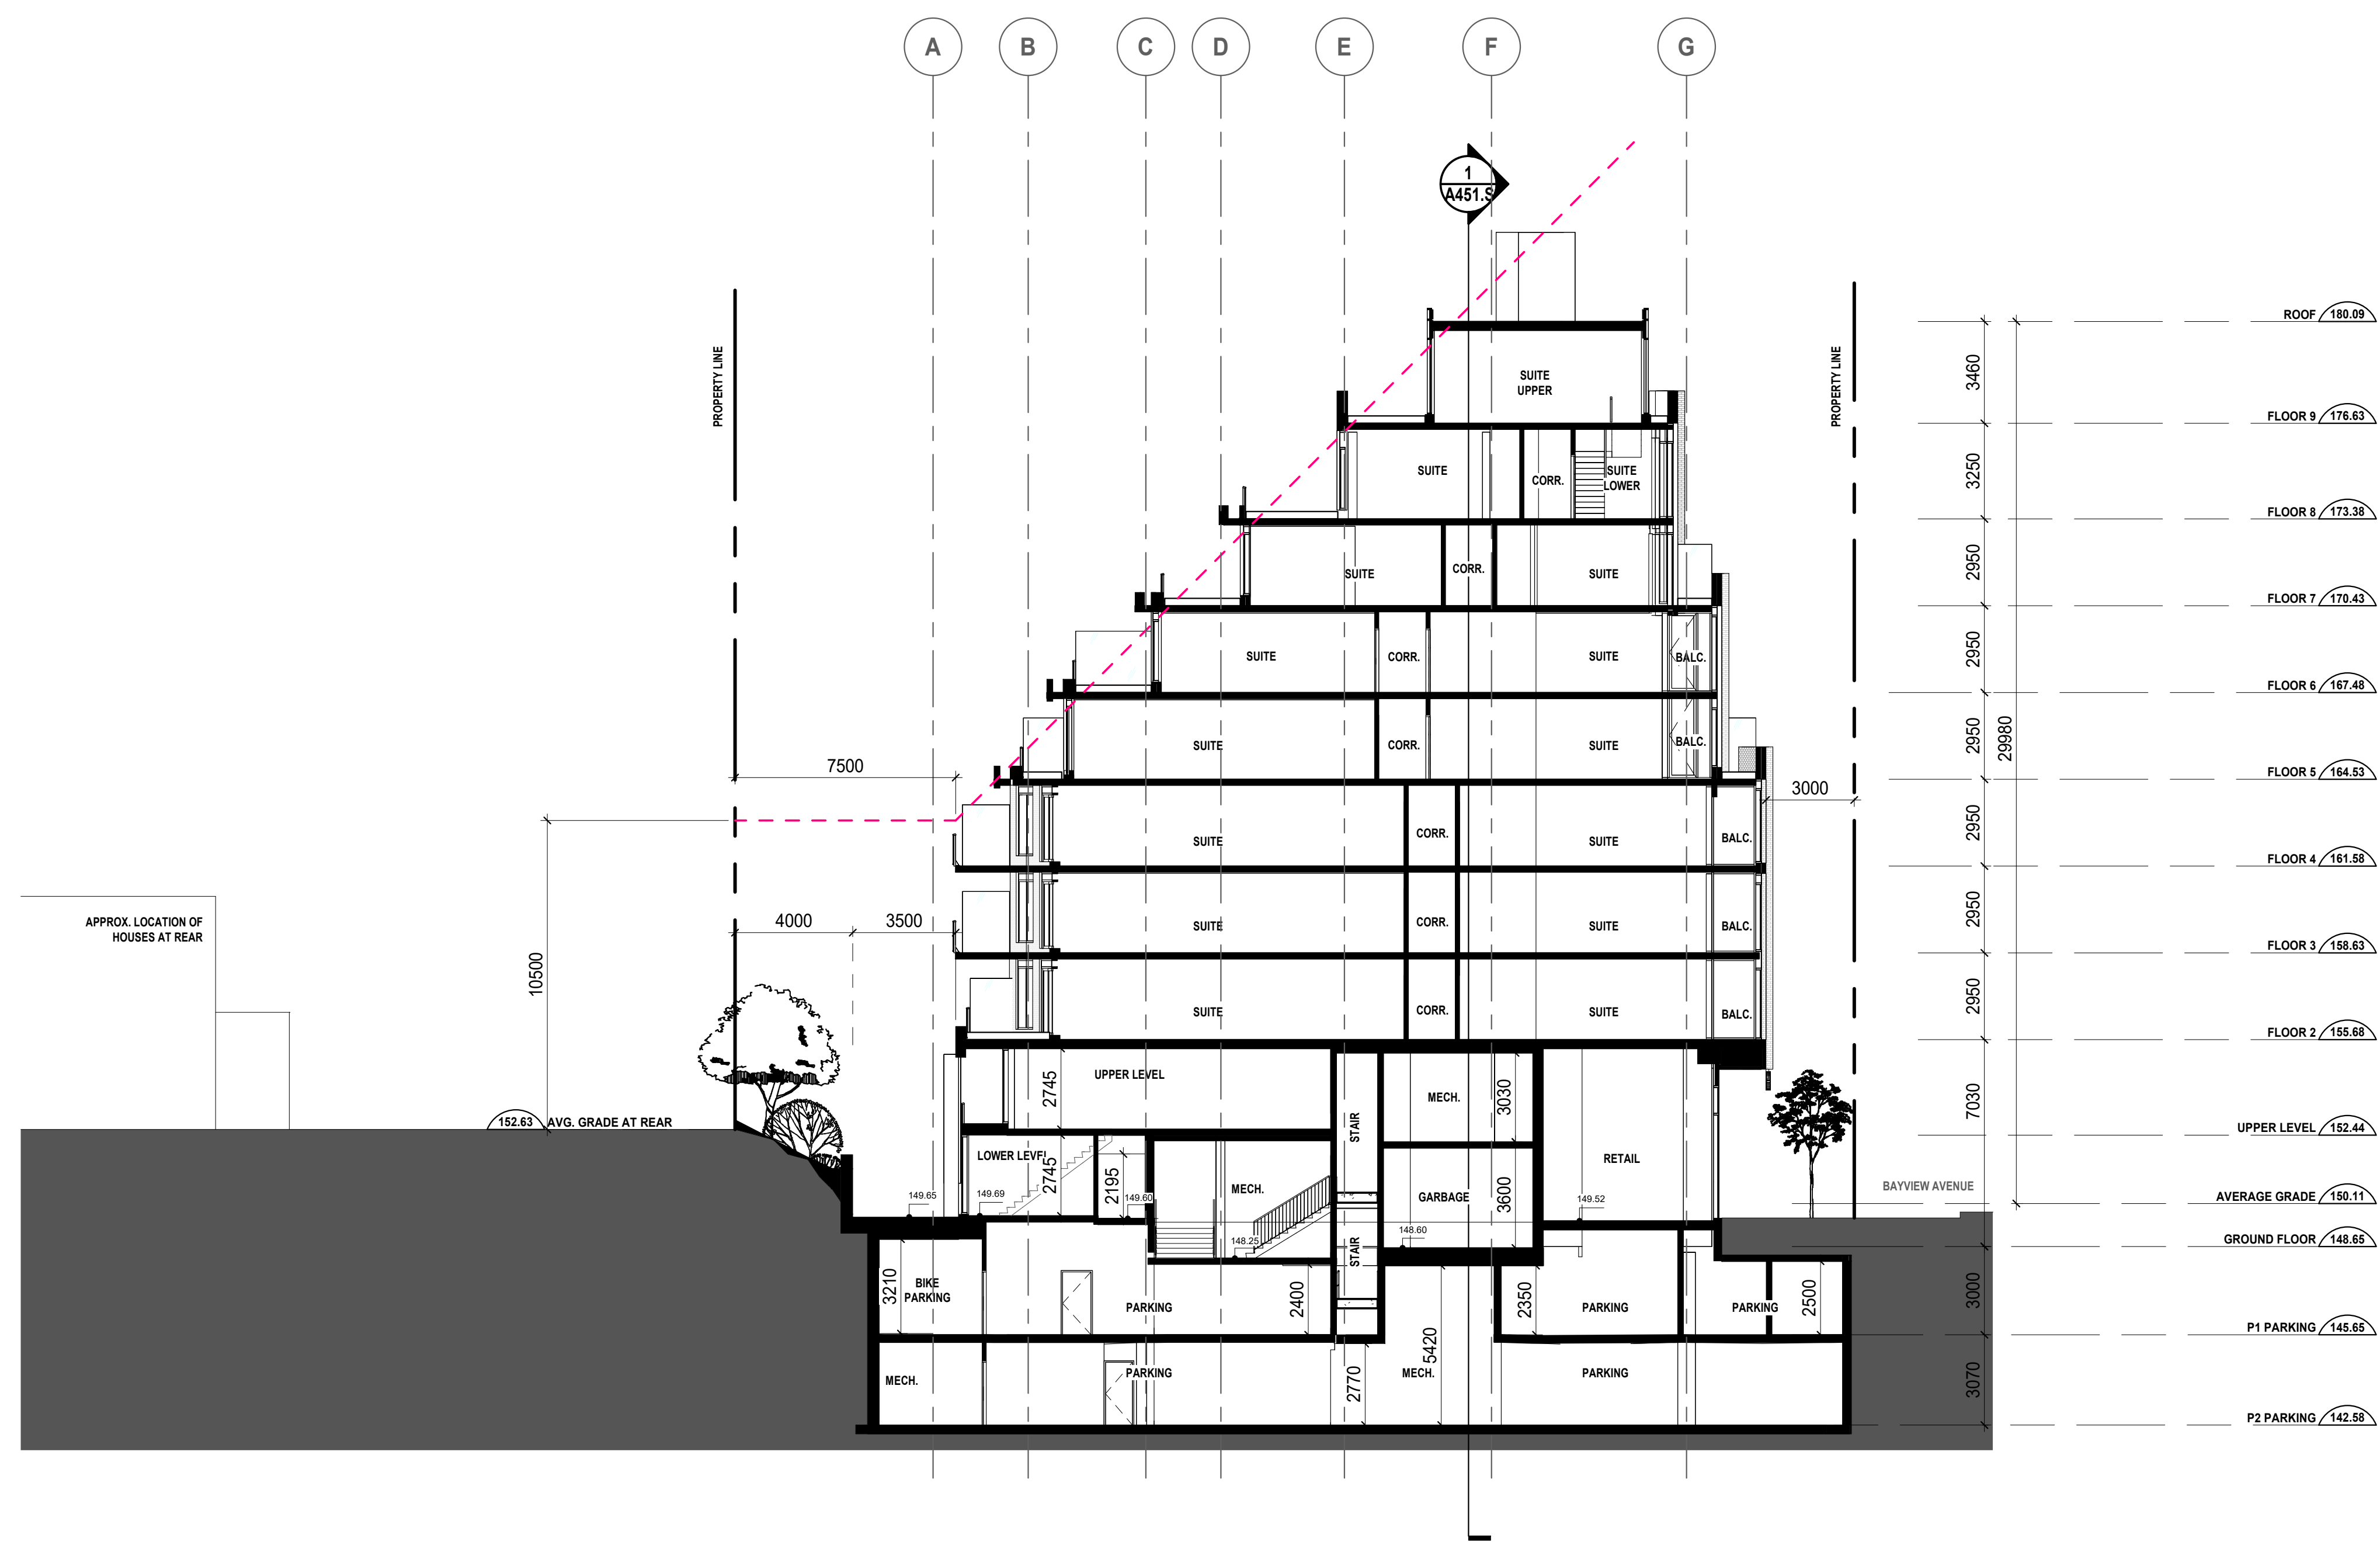 A
B
C
D
E
F
G
1
A451.S
PROPERTY LINE
PROPERTY LINE
ROOF 180.09
3460
SUITE
UPPER
FLOOR 9 176.63
3250
SUITE
CORR.
SUITE
LOWER
FLOOR 8 173.38
2950
SUITE
CORR.
SUITE
FLOOR 7 170.43
2950
SUITE
CORR.
SUITE
BALC.
FLOOR 6 167.48
2950
29980
SUITE
CORR.
SUITE
BALC.
FLOOR 5 164.53
7500
3000
2950
SUITE
CORR.
SUITE
BALC.
FLOOR 4 161.58
APPROX. LOCATION OF
HOUSES AT REAR
4000
3500
2950
SUITE
CORR.
SUITE
BALC.
FLOOR 3 158.63
10500
2950
SUITE
CORR.
SUITE
BALC.
FLOOR 2 155.68
UPPER LEVEL
2745
MECH.
3030
7030
152.63 AVG. GRADE AT REAR
STAIR
UPPER LEVEL 152.44
LOWER LEVEL
2745
2195
MECH.
GARBAGE
3600
RETAIL
BAYVIEW AVENUE
149.65
149.69
149.60
149.52
AVERAGE GRADE 150.11
148.25
148.60
STAIR
GROUND FLOOR 148.65
3210
BIKE
PARKING
PARKING
2400
2350
PARKING
PARKING
2500
3000
P1 PARKING 145.65
MECH.
PARKING
2770
MECH.
5420
PARKING
3070
P2 PARKING 142.58